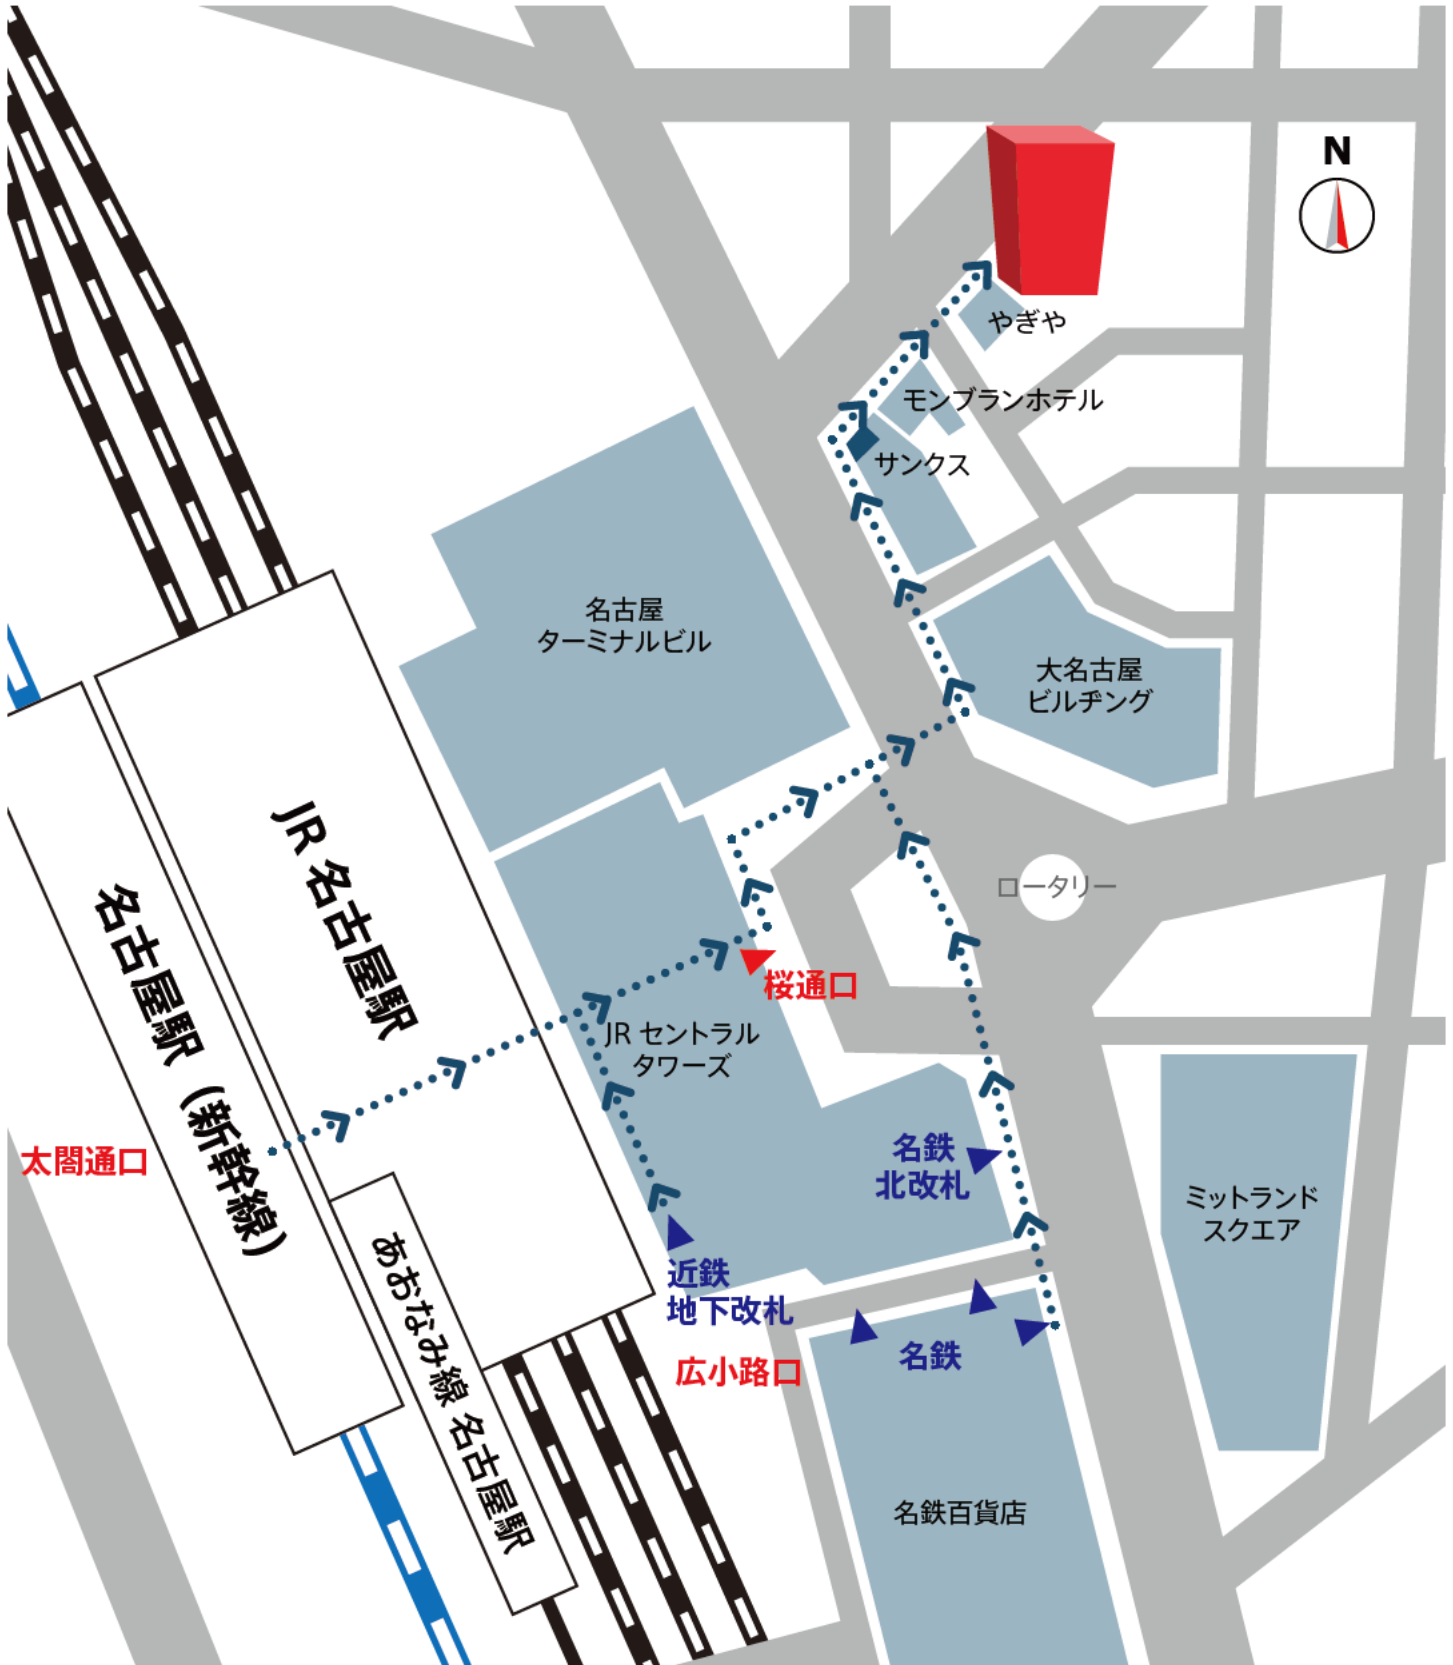 N
やぎや
モンブランホテル
サンクス
名古屋
ターミナルビル
大名古屋
ビルヂング
JR 名古屋駅
名古屋駅（新幹線）
ロータリー
桜通口
JR セントラル
タワーズ
太閤通口
名鉄
北改札
ミットランド
スクエア
あおなみ線 名古屋駅
近鉄
地下改札
名鉄
広小路口
名鉄百貨店